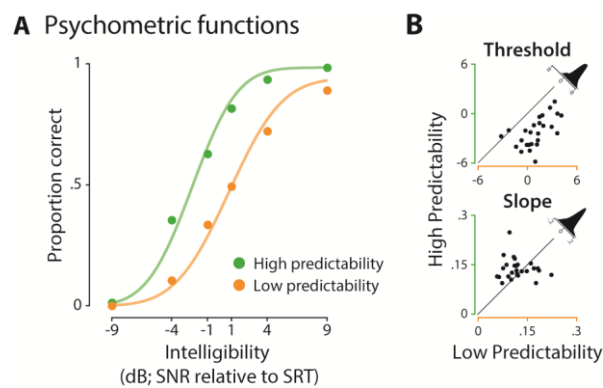 A Psychometric functions
Proportion correct
1
.5
0
High predictability
Low predictability
-9 -4 -1 1 4 9
Intelligibility
(dB; SNR relative to SRT)
B
Threshold
High Predictability
6
0
-6
-6 0 6
Slope
.3
.15
0
0 .15 .3
Low Predictability